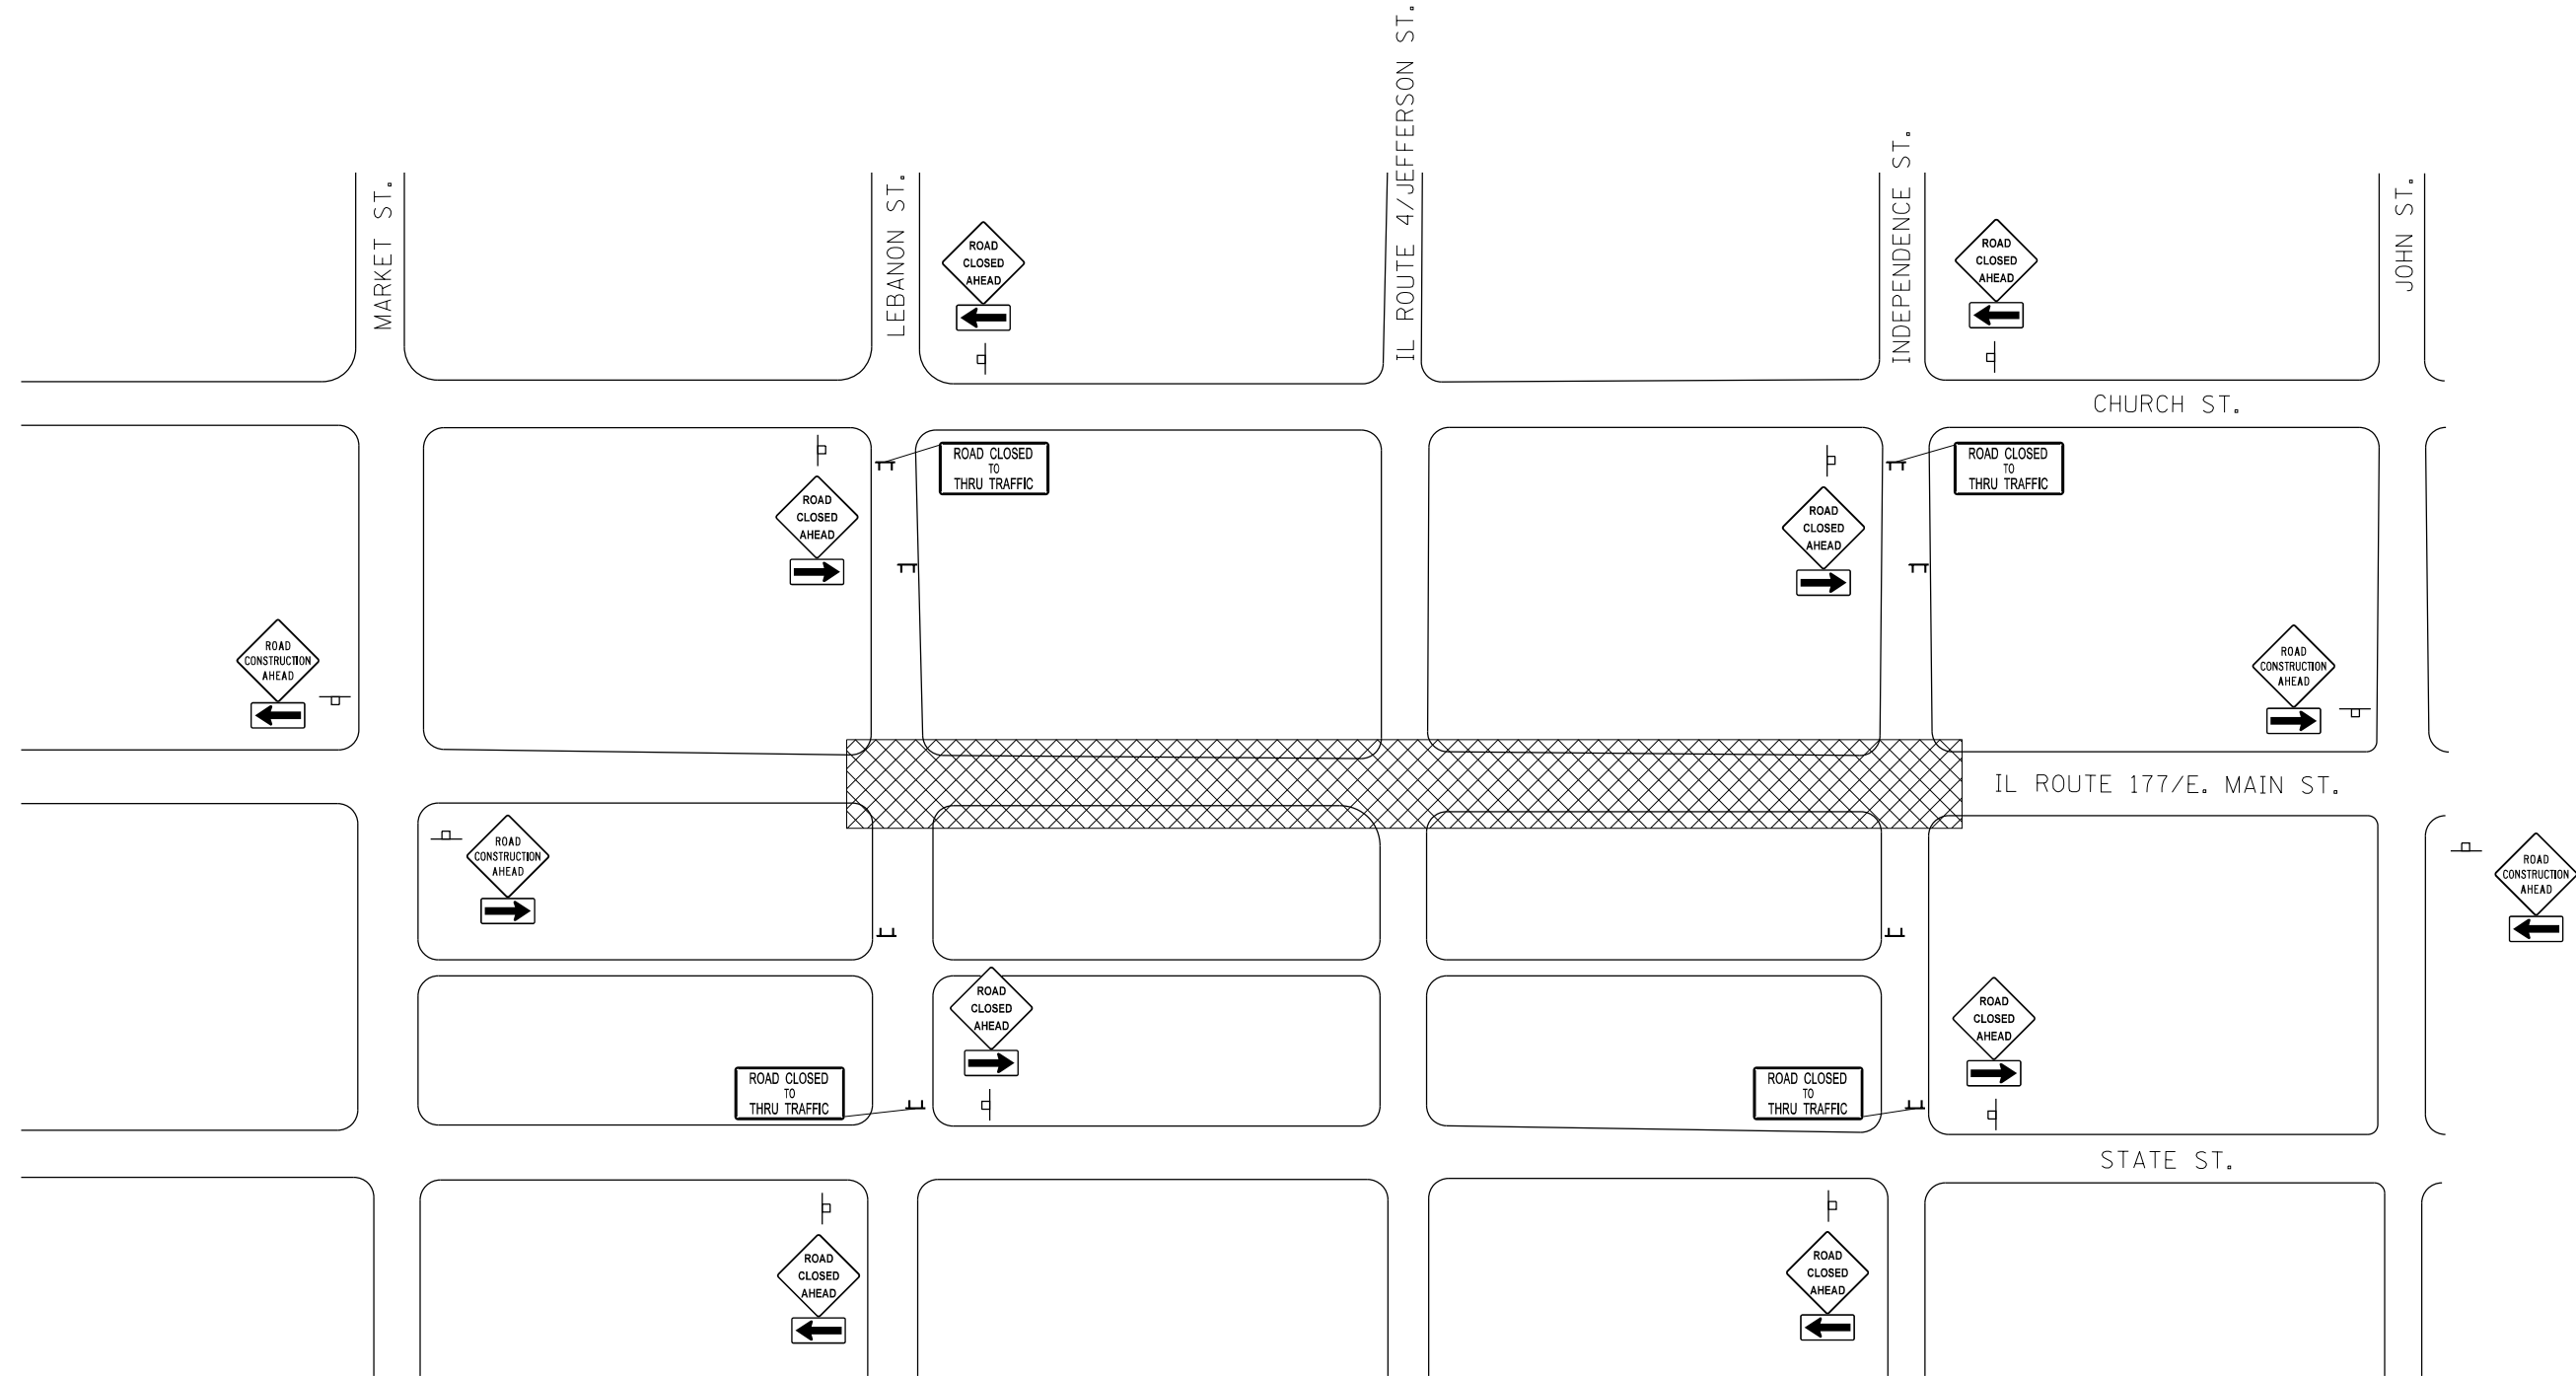 MARKET ST.
LEBANON ST.
IL ROUTE 4/JEFFERSON ST.
INDEPENDENCE ST.
JOHN ST.
ROAD
CLOSED
AHEAD
ROAD
CLOSED
AHEAD
CHURCH ST.
ROAD CLOSED
TO
THRU TRAFFIC
ROAD CLOSED
TO
THRU TRAFFIC
ROAD
CLOSED
AHEAD
ROAD
CLOSED
AHEAD
ROAD
CONSTRUCTION
AHEAD
ROAD
CONSTRUCTION
AHEAD
IL ROUTE 177/E. MAIN ST.
ROAD
CONSTRUCTION
AHEAD
ROAD
CONSTRUCTION
AHEAD
ROAD
CLOSED
AHEAD
ROAD
CLOSED
AHEAD
ROAD CLOSED
TO
THRU TRAFFIC
ROAD CLOSED
TO
THRU TRAFFIC
STATE ST.
ROAD
CLOSED
AHEAD
ROAD
CLOSED
AHEAD